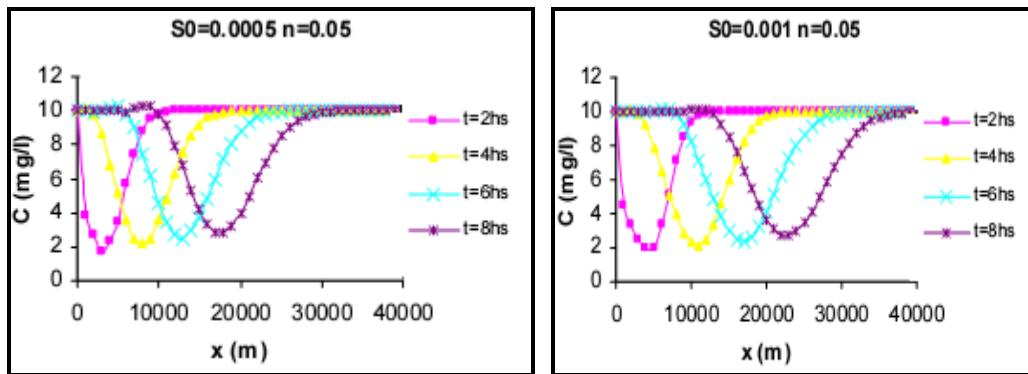 S0=0.0005 n=0.05
C (mg/l)
12
10
8
6
4
2
0
0 10000 20000 30000 40000
x (m)
t=2hs
t=4hs
t=6hs
t=8hs
S0=0.001 n=0.05
C (mg/l)
12
10
8
6
4
2
0
0 10000 20000 30000 40000
x (m)
t=2hs
t=4hs
t=6hs
t=8hs